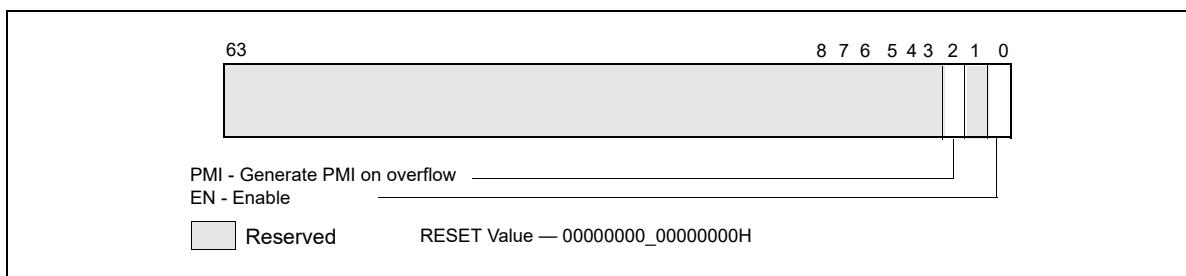 63 8 7 6 5 4 3 2 1 0
PMI - Generate PMI on overflow
EN - Enable
Reserved RESET Value — 00000000_00000000H